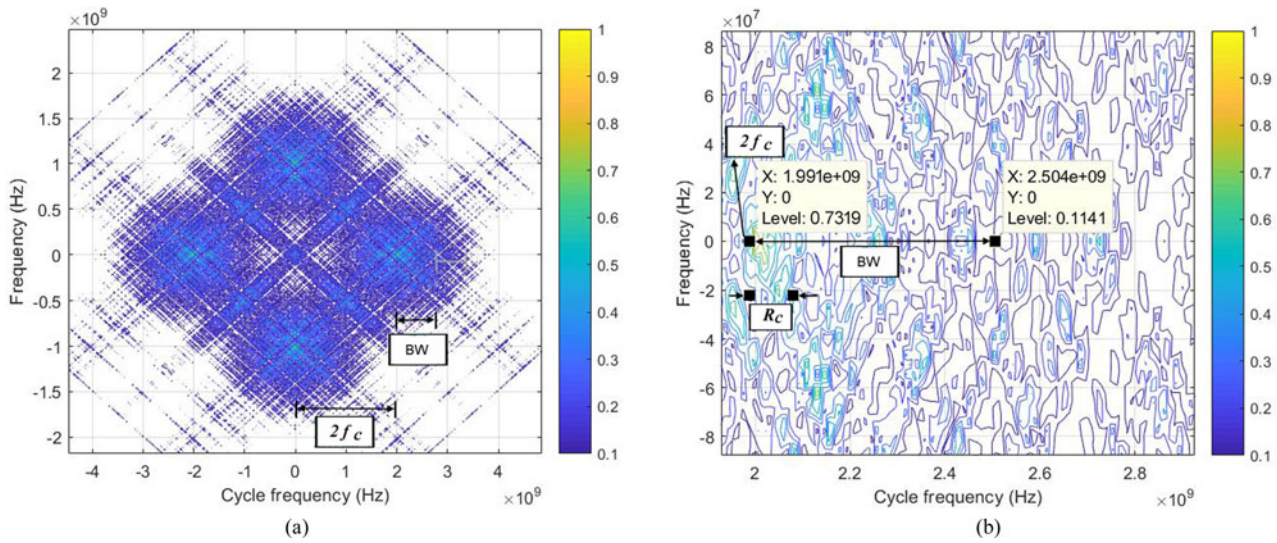 ×10⁹
2
1.5
1
0.5
0
-0.5
-1
-1.5
-2
Frequency (Hz)
-4 -3 -2 -1 0 1 2 3 4
Cycle frequency (Hz)
×10⁹
BW
2f_c
1
0.9
0.8
0.7
0.6
0.5
0.4
0.3
0.2
0.1
(a)
×10⁷
8
6
4
2
0
-2
-4
-6
-8
Frequency (Hz)
2f_c
X: 1.991e+09
Y: 0
Level: 0.7319
X: 2.504e+09
Y: 0
Level: 0.1141
BW
R_c
2 2.2 2.4 2.6 2.8
Cycle frequency (Hz)
×10⁹
1
0.9
0.8
0.7
0.6
0.5
0.4
0.3
0.2
0.1
(b)